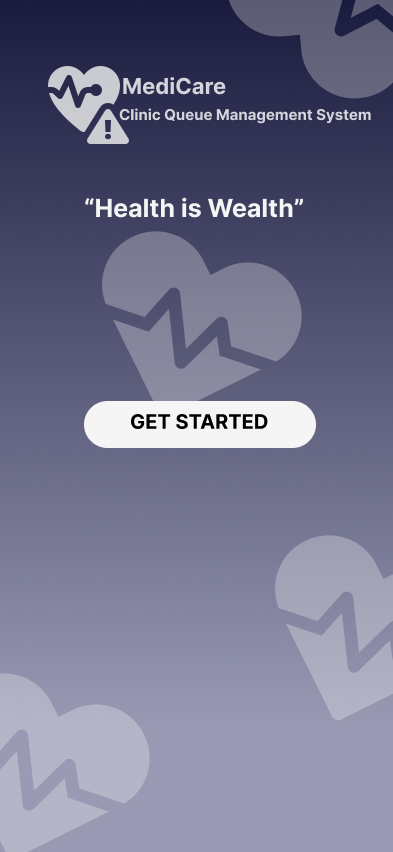 MediCare
Clinic Queue Management System
“Health is Wealth”
GET STARTED